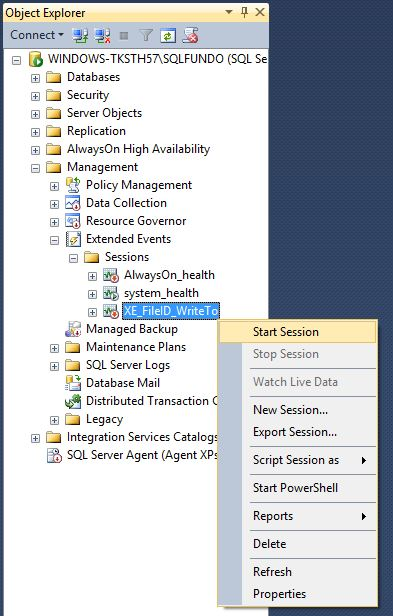 Object Explorer
Connect
WINDOWS-TKSTH57\SQLFUNDO (SQL Se
Databases
Security
Server Objects
Replication
AlwaysOn High Availability
Management
Policy Management
Data Collection
Resource Governor
Extended Events
Sessions
AlwaysOn_health
system_health
XE_FileID_WriteTo
Managed Backup
Maintenance Plans
SQL Server Logs
Database Mail
Distributed Transaction C
Legacy
Integration Services Catalogs
SQL Server Agent (Agent XPs
Start Session
Stop Session
Watch Live Data
New Session...
Export Session...
Script Session as
Start PowerShell
Reports
Delete
Refresh
Properties